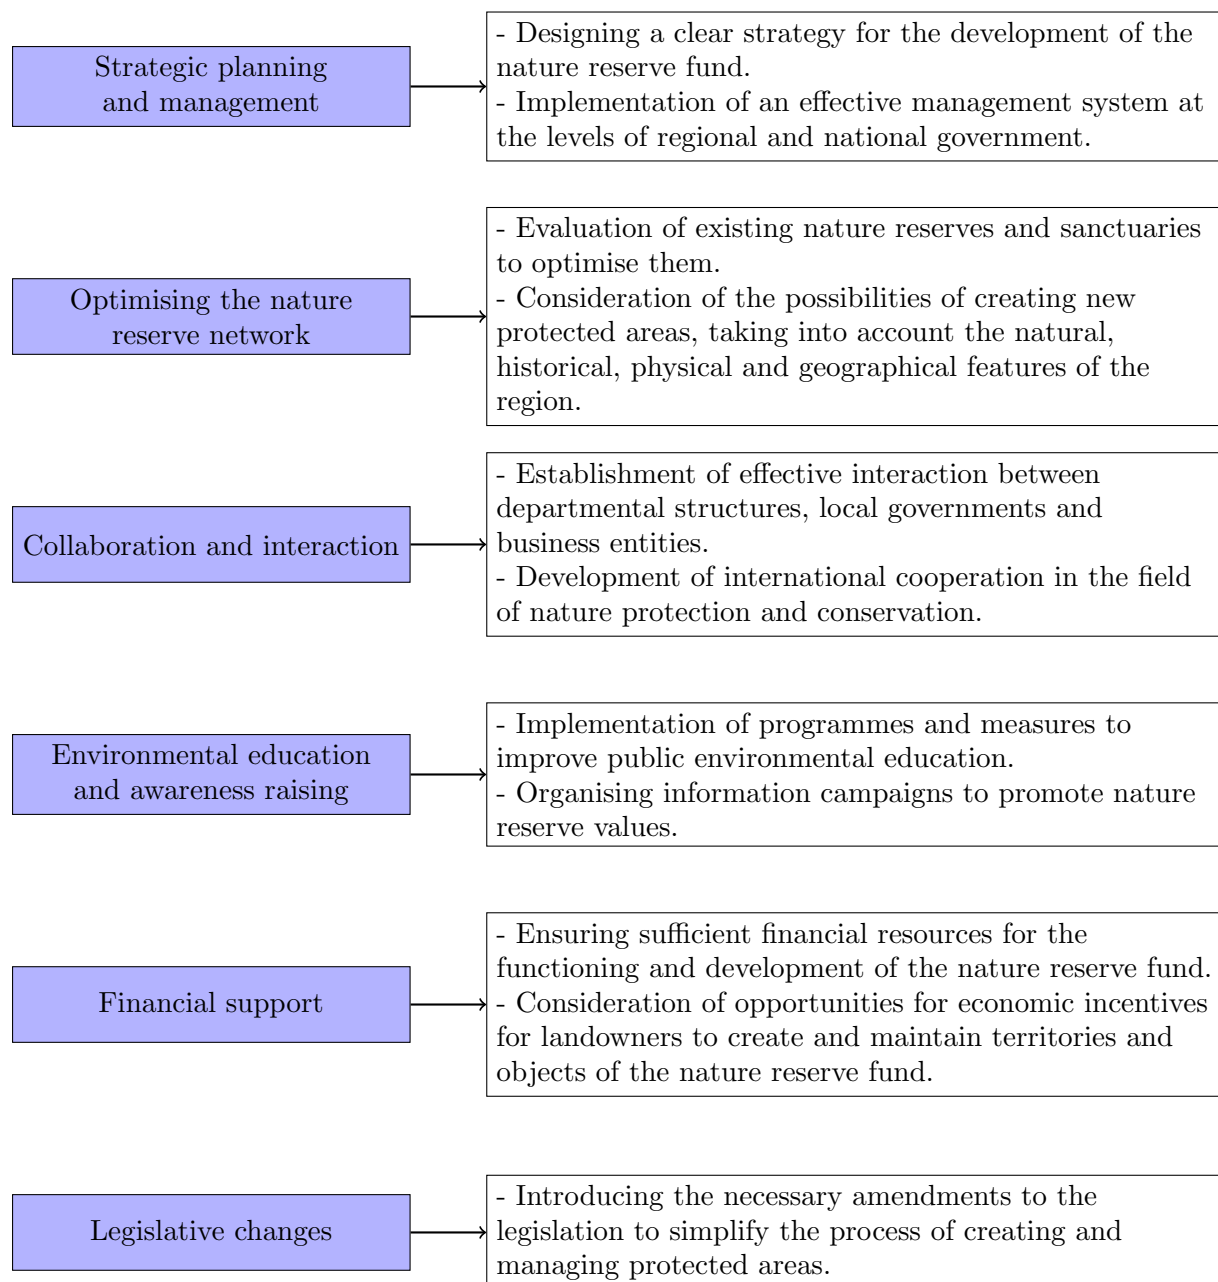 Strategic planning
and management
- Designing a clear strategy for the development of the
nature reserve fund.
- Implementation of an effective management system at
the levels of regional and national government.
Optimising the nature
reserve network
- Evaluation of existing nature reserves and sanctuaries
to optimise them.
- Consideration of the possibilities of creating new
protected areas, taking into account the natural,
historical, physical and geographical features of the
region.
Collaboration and interaction
- Establishment of effective interaction between
departmental structures, local governments and
business entities.
- Development of international cooperation in the field
of nature protection and conservation.
Environmental education
and awareness raising
- Implementation of programmes and measures to
improve public environmental education.
- Organising information campaigns to promote nature
reserve values.
Financial support
- Ensuring sufficient financial resources for the
functioning and development of the nature reserve fund.
- Consideration of opportunities for economic incentives
for landowners to create and maintain territories and
objects of the nature reserve fund.
Legislative changes
- Introducing the necessary amendments to the
legislation to simplify the process of creating and
managing protected areas.